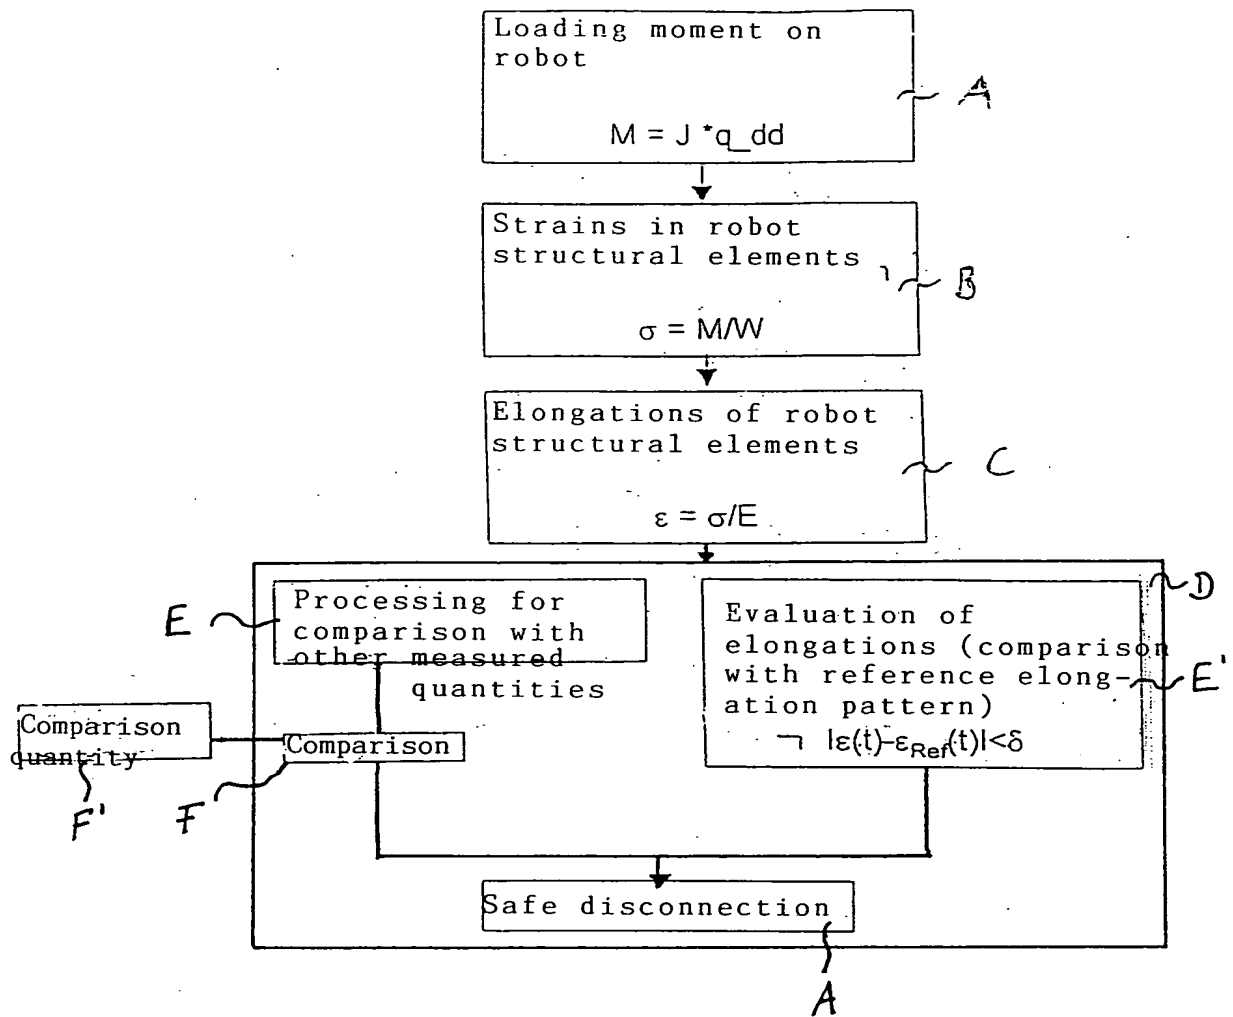 Loading moment on
robot
A
M = J *q_dd
Strains in robot
structural elements
B
σ = M/W
Elongations of robot
structural elements
C
ε = σ/E
D
E
Processing for
comparison with
other measured
quantities
Evaluation of
elongations (comparison
with reference elong-
ation pattern)
E'
¬ |ε(t)-εRef(t)|<δ
Comparison
quantity
Comparison
F'
F
Safe disconnection
A